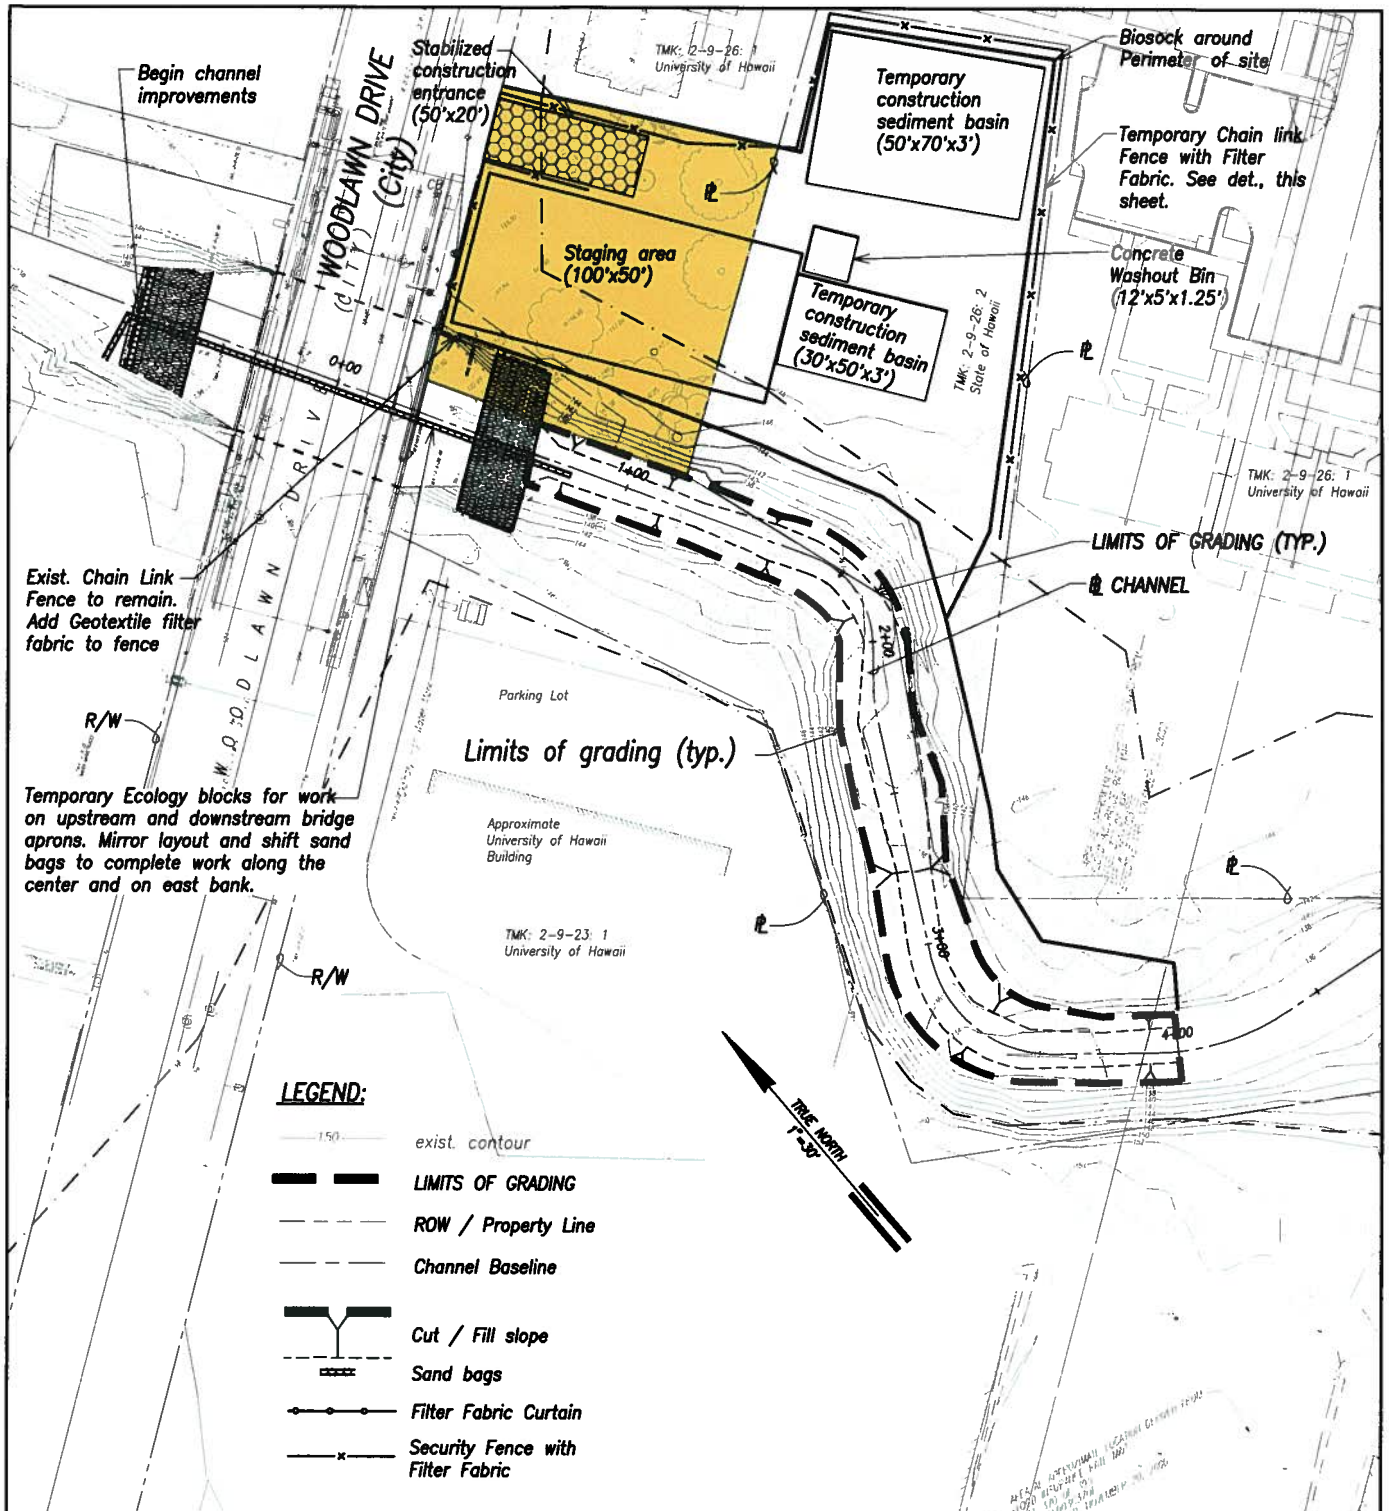 Begin channel
improvements
WOODLAWN DRIVE
(City)
(CITY)
Stabilized
construction
entrance
(50'x20')
TMK: 2-9-26: 1
University of Hawaii
Temporary
construction
sediment basin
(50'x70'x3')
Biosock around
Perimeter of site
Temporary Chain link
Fence with Filter
Fabric. See det., this
sheet.
Staging area
(100'x50')
Concrete
Washout Bin
(12'x5'x1.25')
Temporary
construction
sediment basin
(30'x50'x3')
TMK: 2-9-26: 2
State of Hawaii
0+00
1+00
TMK: 2-9-26: 1
University of Hawaii
LIMITS OF GRADING (TYP.)
CHANNEL
Exist. Chain Link
Fence to remain.
Add Geotextile filter
fabric to fence
WOODLAWN DRIV
2+00
Parking Lot
R/W
Limits of grading (typ.)
Temporary Ecology blocks for work
on upstream and downstream bridge
aprons. Mirror layout and shift sand
bags to complete work along the
center and on east bank.
Approximate
University of Hawaii
Building
TMK: 2-9-23: 1
University of Hawaii
R/W
3+00
4+00
TRUE NORTH
1"=30'
LEGEND:
150
exist. contour
LIMITS OF GRADING
ROW / Property Line
Channel Baseline
Cut / Fill slope
Sand bags
Filter Fabric Curtain
Security Fence with
Filter Fabric